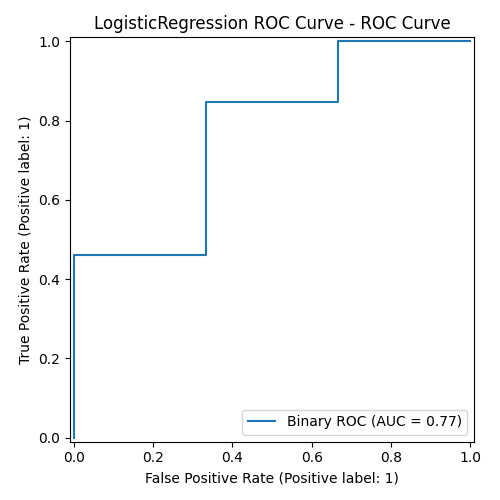 LogisticRegression ROC Curve - ROC Curve
1.0
0.8
0.6
0.4
0.2
0.0
True Positive Rate (Positive label: 1)
Binary ROC (AUC = 0.77)
0.0 0.2 0.4 0.6 0.8 1.0
False Positive Rate (Positive label: 1)